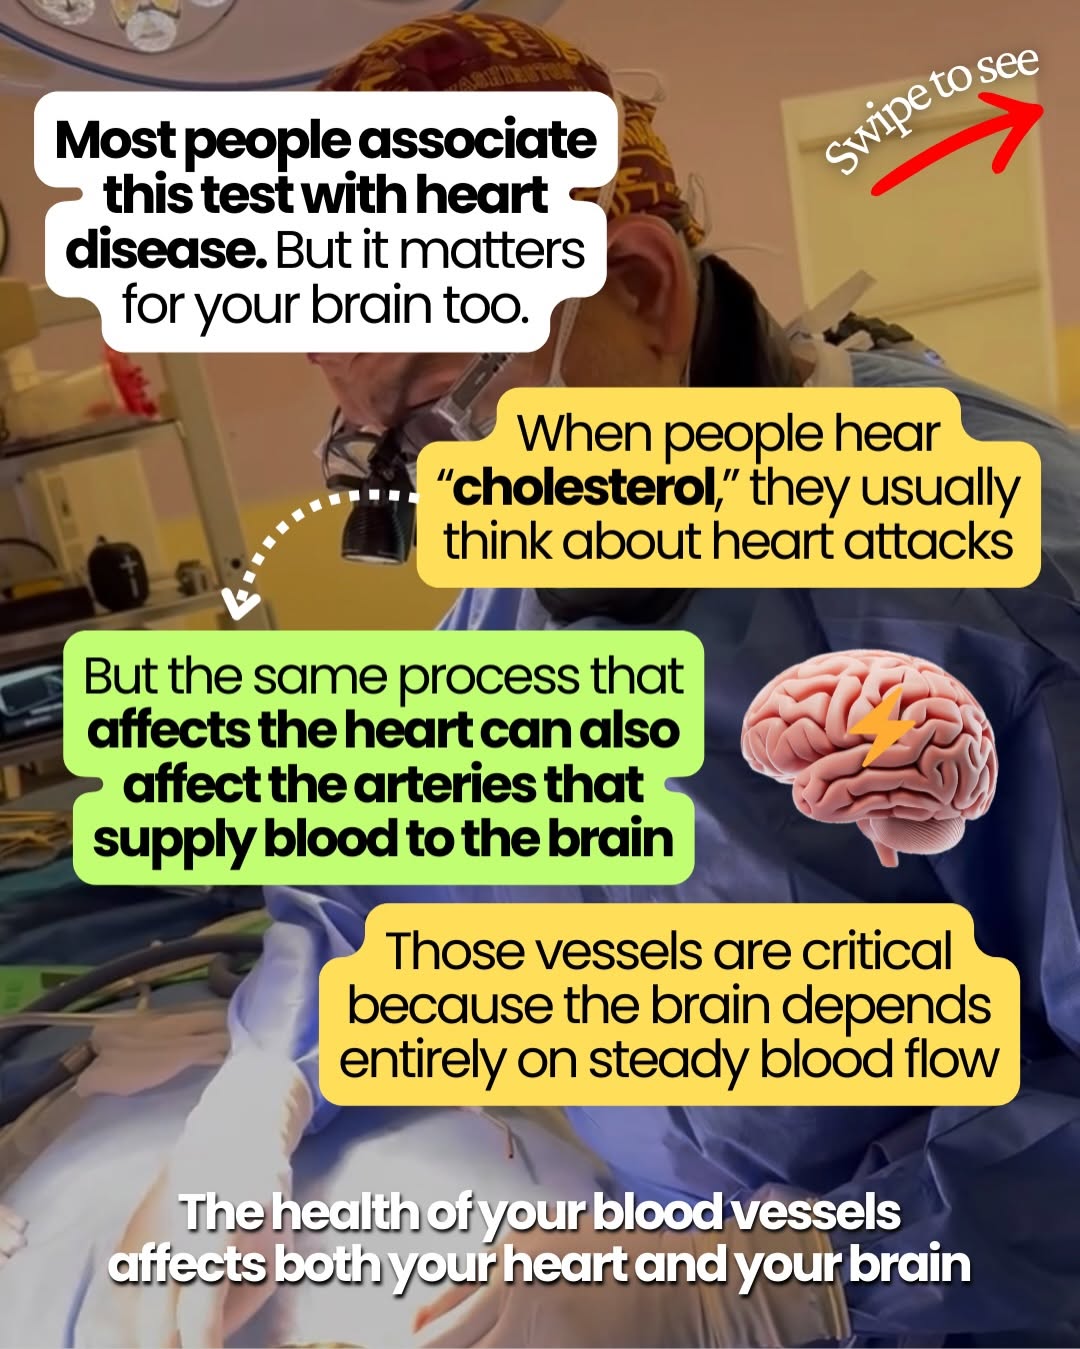 WASHINGTON
Swipe to see
Most people associate
this test with heart
disease. But it matters
for your brain too.
When people hear
“cholesterol,” they usually
think about heart attacks
But the same process that
affects the heart can also
affect the arteries that
supply blood to the brain
Those vessels are critical
because the brain depends
entirely on steady blood flow
The health of your blood vessels
affects both your heart and your brain